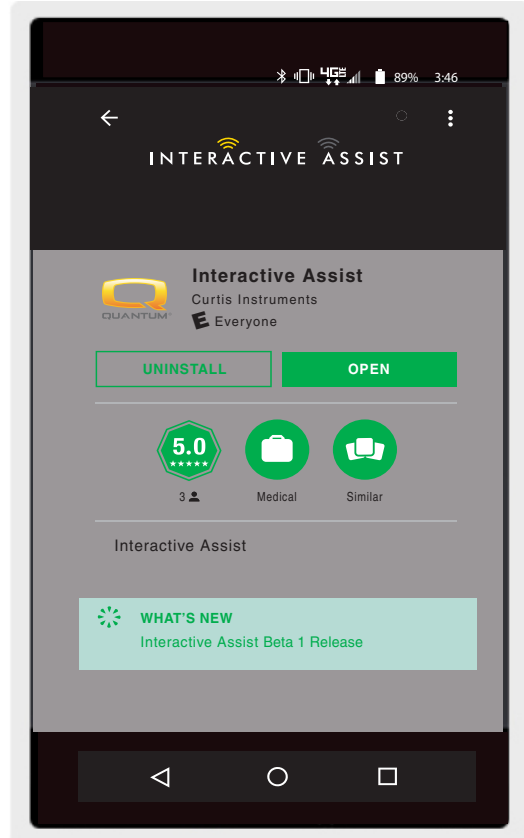 4GE 89% 3:46
INTERACTIVE ASSIST
Interactive Assist
Curtis Instruments
QUANTUM
E Everyone
UNINSTALL OPEN
5.0
3 Medical Similar
Interactive Assist
WHAT'S NEW
Interactive Assist Beta 1 Release